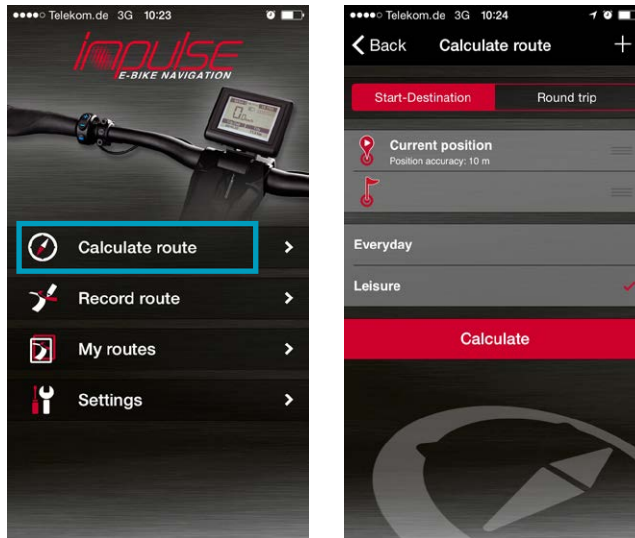 ●●●●○ Telekom.de 3G 10:23
impulse
E-BIKE NAVIGATION
Calculate route
Record route
My routes
Settings
●●●●○ Telekom.de 3G 10:24
Back Calculate route +
Start-Destination Round trip
Current position
Position accuracy: 10 m
Everyday
Leisure
Calculate